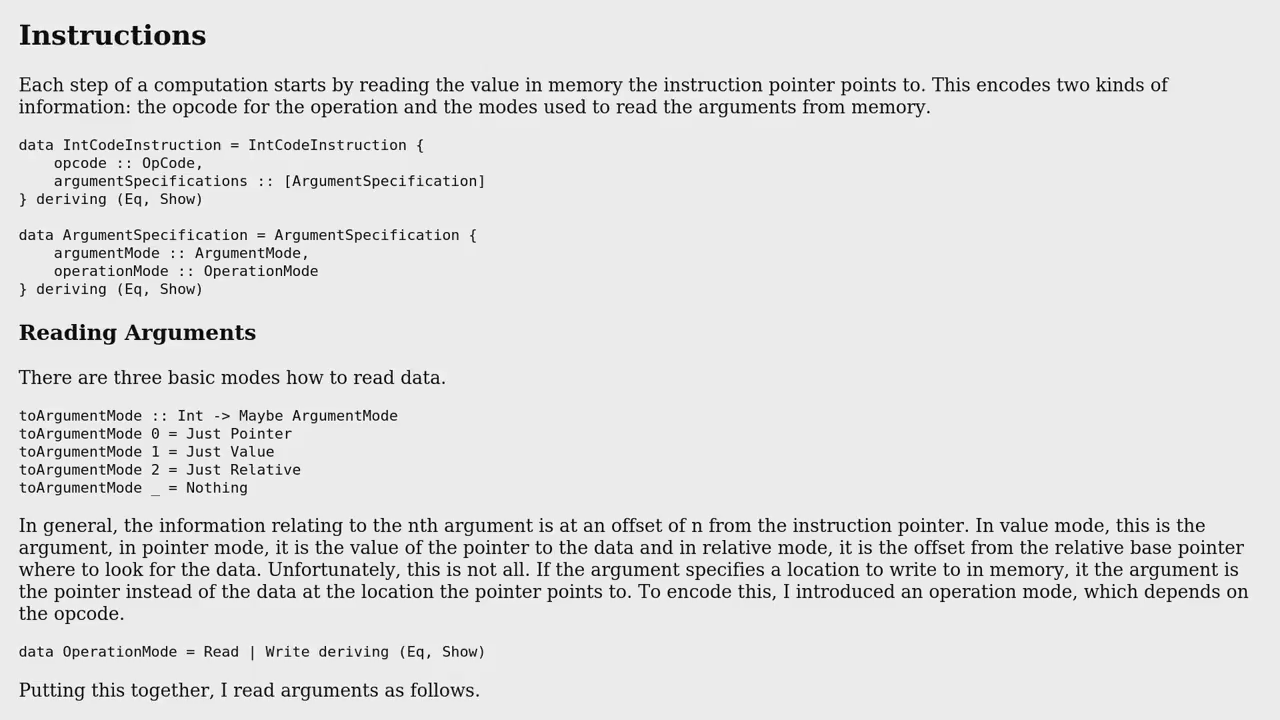 Instructions
Each step of a computation starts by reading the value in memory the instruction pointer points to. This encodes two kinds of
information: the opcode for the operation and the modes used to read the arguments from memory.
data IntCodeInstruction = IntCodeInstruction {
    opcode :: OpCode,
    argumentSpecifications :: [ArgumentSpecification]
} deriving (Eq, Show)
data ArgumentSpecification = ArgumentSpecification {
    argumentMode :: ArgumentMode,
    operationMode :: OperationMode
} deriving (Eq, Show)
Reading Arguments
There are three basic modes how to read data.
toArgumentMode :: Int -> Maybe ArgumentMode
toArgumentMode 0 = Just Pointer
toArgumentMode 1 = Just Value
toArgumentMode 2 = Just Relative
toArgumentMode _ = Nothing
In general, the information relating to the nth argument is at an offset of n from the instruction pointer. In value mode, this is the
argument, in pointer mode, it is the value of the pointer to the data and in relative mode, it is the offset from the relative base pointer
where to look for the data. Unfortunately, this is not all. If the argument specifies a location to write to in memory, it the argument is
the pointer instead of the data at the location the pointer points to. To encode this, I introduced an operation mode, which depends on
the opcode.
data OperationMode = Read | Write deriving (Eq, Show)
Putting this together, I read arguments as follows.